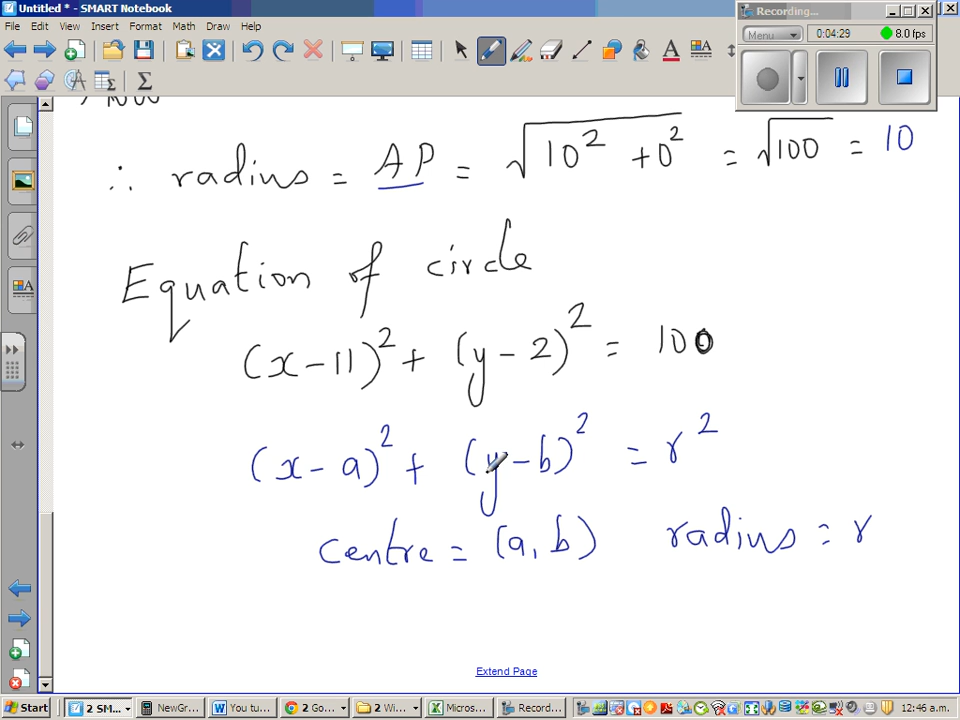 Untitled * - SMART Notebook
File Edit View Insert Format Math Draw Help
Recording...
Menu 0:04:29 8.0 fps
∴ radius = AP = √(10² + 0²) = √100 = 10
Equation of circle
(x - 11)² + (y - 2)² = 100
(x - a)² + (y - b)² = r²
centre = (a, b) radius = r
Extend Page
Start 2 SM... NewGr... You tu... 2 Go... 2 Wi... Micros... Record... 12:46 a.m.